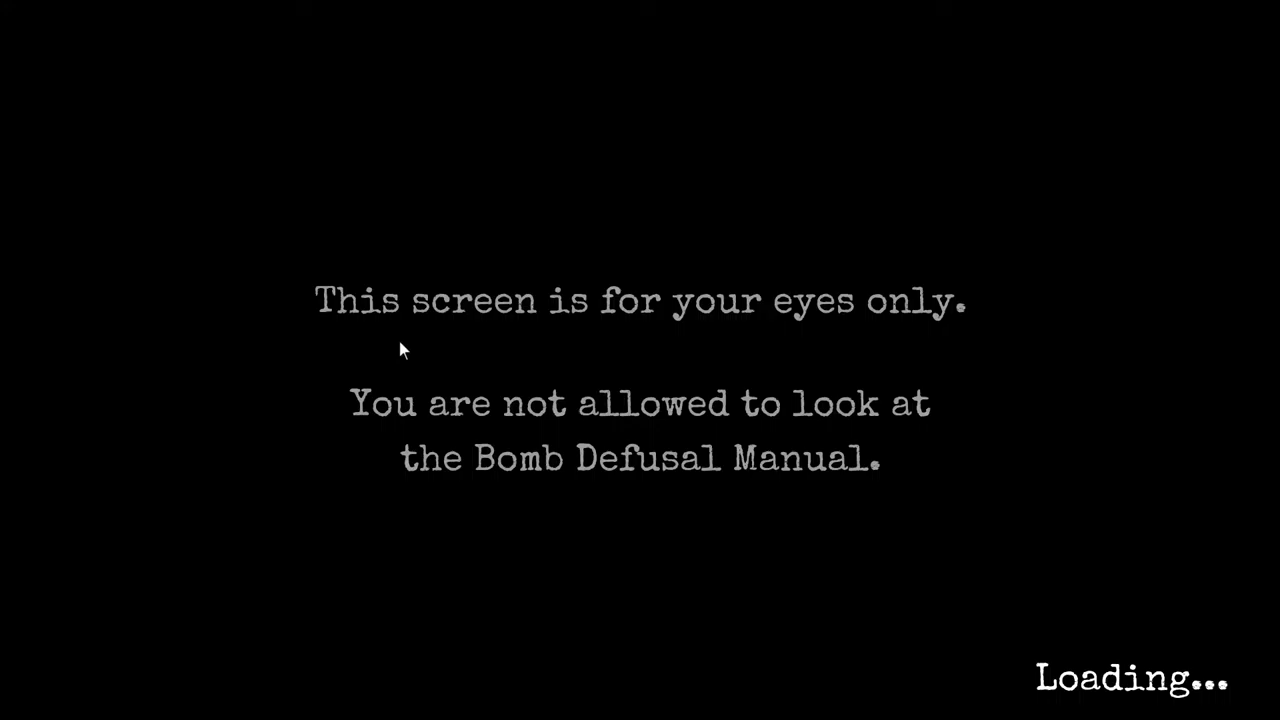 This screen is for your eyes only.
You are not allowed to look at
the Bomb Defusal Manual.
Loading...